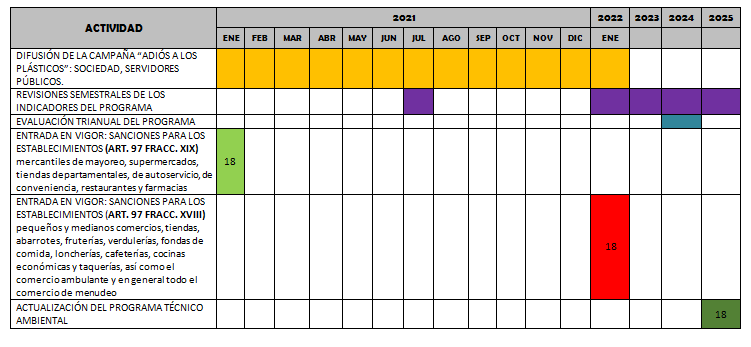 ACTIVIDAD
2021 2022 2023 2024 2025
ENE FEB MAR ABR MAY JUN JUL AGO SEP OCT NOV DIC ENE
DIFUSIÓN DE LA CAMPAÑA “ADIÓS A LOS
PLÁSTICOS”: SOCIEDAD, SERVIDORES
PÚBLICOS.
REVISIONES SEMESTRALES DE LOS
INDICADORES DEL PROGRAMA
EVALUACIÓN TRIANUAL DEL PROGRAMA
ENTRADA EN VIGOR: SANCIONES PARA LOS
ESTABLECIMIENTOS (ART. 97 FRACC. XIX)
mercantiles de mayoreo, supermercados,
tiendas departamentales, de autoservicio, de
conveniencia, restaurantes y farmacias
18
ENTRADA EN VIGOR: SANCIONES PARA LOS
ESTABLECIMIENTOS (ART. 97 FRACC. XVIII)
pequeños y medianos comercios, tiendas,
abarrotes, fruterías, verdulerías, fondas de
comida, loncherías, cafeterías, cocinas
económicas y taquerías, así como el
comercio ambulante y en general todo el
comercio de menudeo
18
ACTUALIZACIÓN DEL PROGRAMA TÉCNICO
AMBIENTAL
18